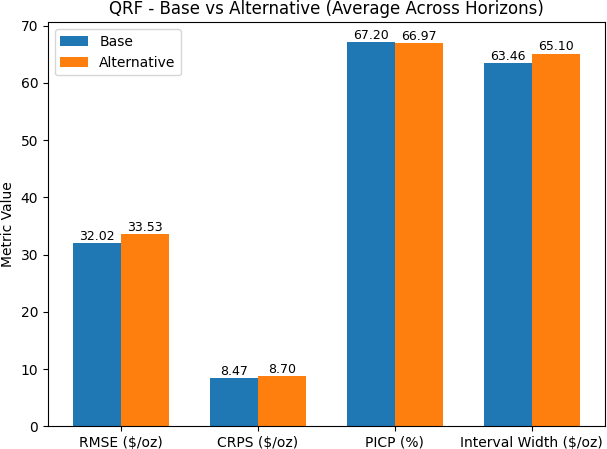 QRF - Base vs Alternative (Average Across Horizons)
Base
Alternative
Metric Value
70
60
50
40
30
20
10
0
32.02
33.53
8.47
8.70
67.20
66.97
63.46
65.10
RMSE ($/oz)
CRPS ($/oz)
PICP (%)
Interval Width ($/oz)